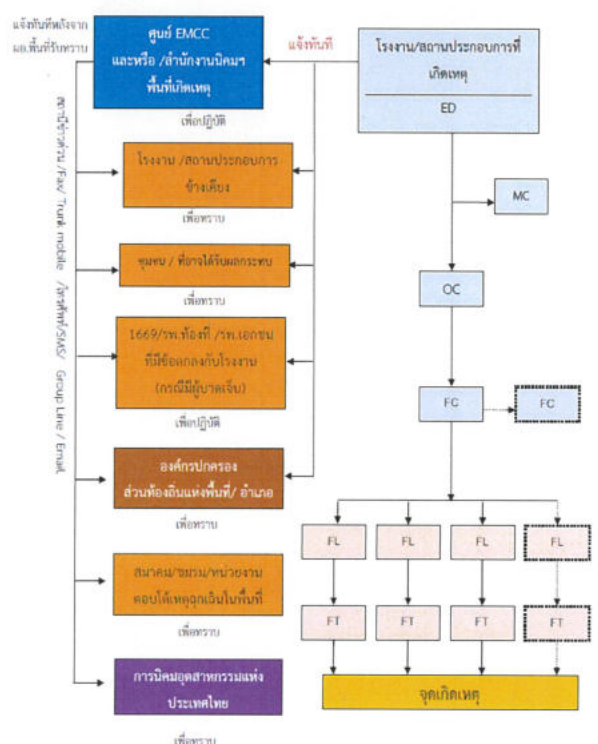 แจ้งทันทีหลังจาก
ผอ.พื้นที่รับทราบ
ศูนย์ EMCC
และหรือ /สำนักงานนิคมฯ
พื้นที่เกิดเหตุ
เพื่อปฏิบัติ
แจ้งทันที
โรงงาน/สถานประกอบการที่
เกิดเหตุ
ED
โรงงาน /สถานประกอบการ
ข้างเคียง
เพื่อทราบ
MC
ชุมชน / ที่อาจได้รับผลกระทบ
เพื่อทราบ
OC
1669/รพ.ท้องที่ /รพ.เอกชน
ที่มีข้อตกลงกับโรงงาน
(กรณีมีผู้บาดเจ็บ)
เพื่อปฏิบัติ
FC
FC
องค์กรปกครอง
ส่วนท้องถิ่นแห่งพื้นที่/ อำเภอ
เพื่อทราบ
FL
FL
FL
FL
สมาคม/ชมรม/หน่วยงาน
ตอบโต้เหตุฉุกเฉินในพื้นที่
เพื่อทราบ
FT
FT
FT
FT
การนิคมอุตสาหกรรมแห่ง
ประเทศไทย
เพื่อทราบ
จุดเกิดเหตุ
/Fax/ Trunk mobile /โทรศัพท์/SMS/ Group Line / Email